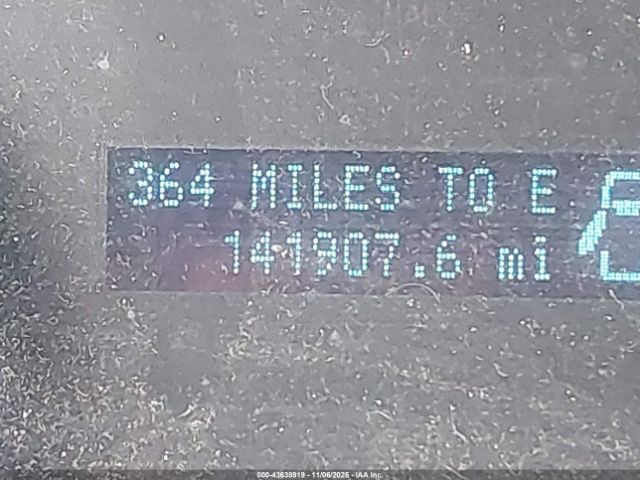 364 MILES TO E
141907.6 mi
000-43638919 - 11/06/2025 - IAA Inc.